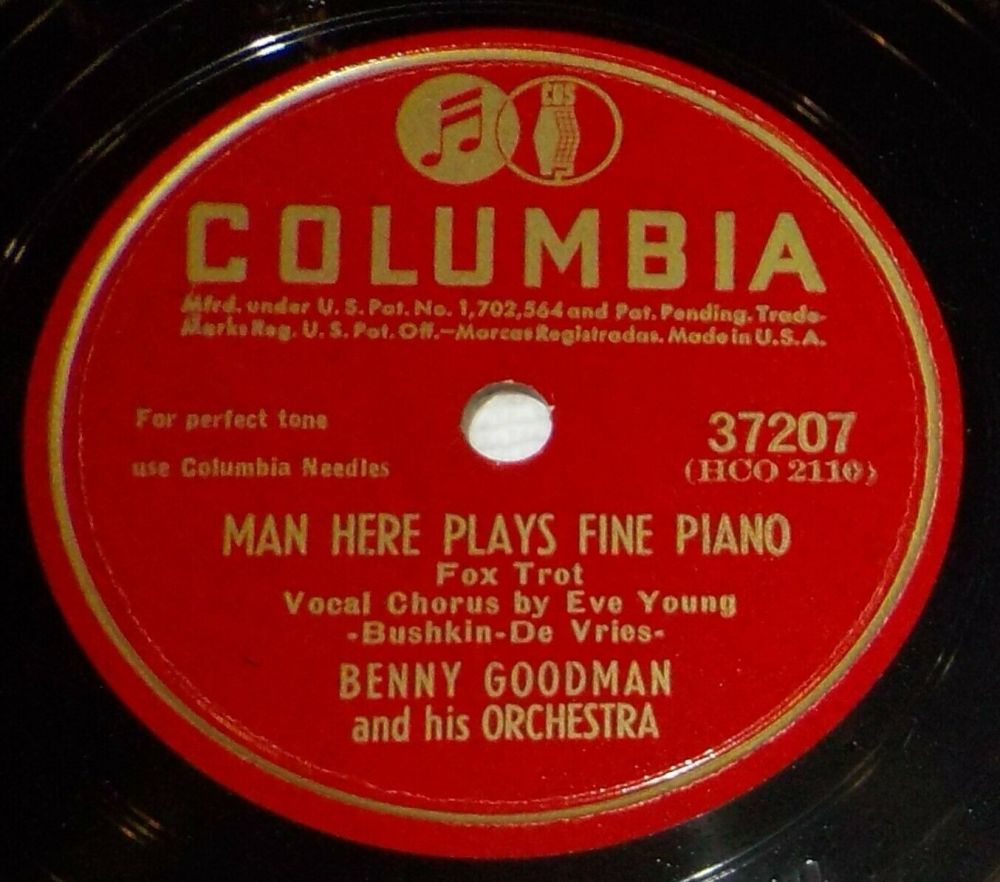 CBS
COLUMBIA
Mfrd. under U. S. Pat. No. 1,702,564 and Pat. Pending. Trade-
Marks Reg. U. S. Pat. Off.—Marcas Registradas. Made in U.S.A.
For perfect tone
use Columbia Needles
37207
(HCO 2110)
MAN HERE PLAYS FINE PIANO
Fox Trot
Vocal Chorus by Eve Young
-Bushkin-De Vries-
BENNY GOODMAN
and his ORCHESTRA